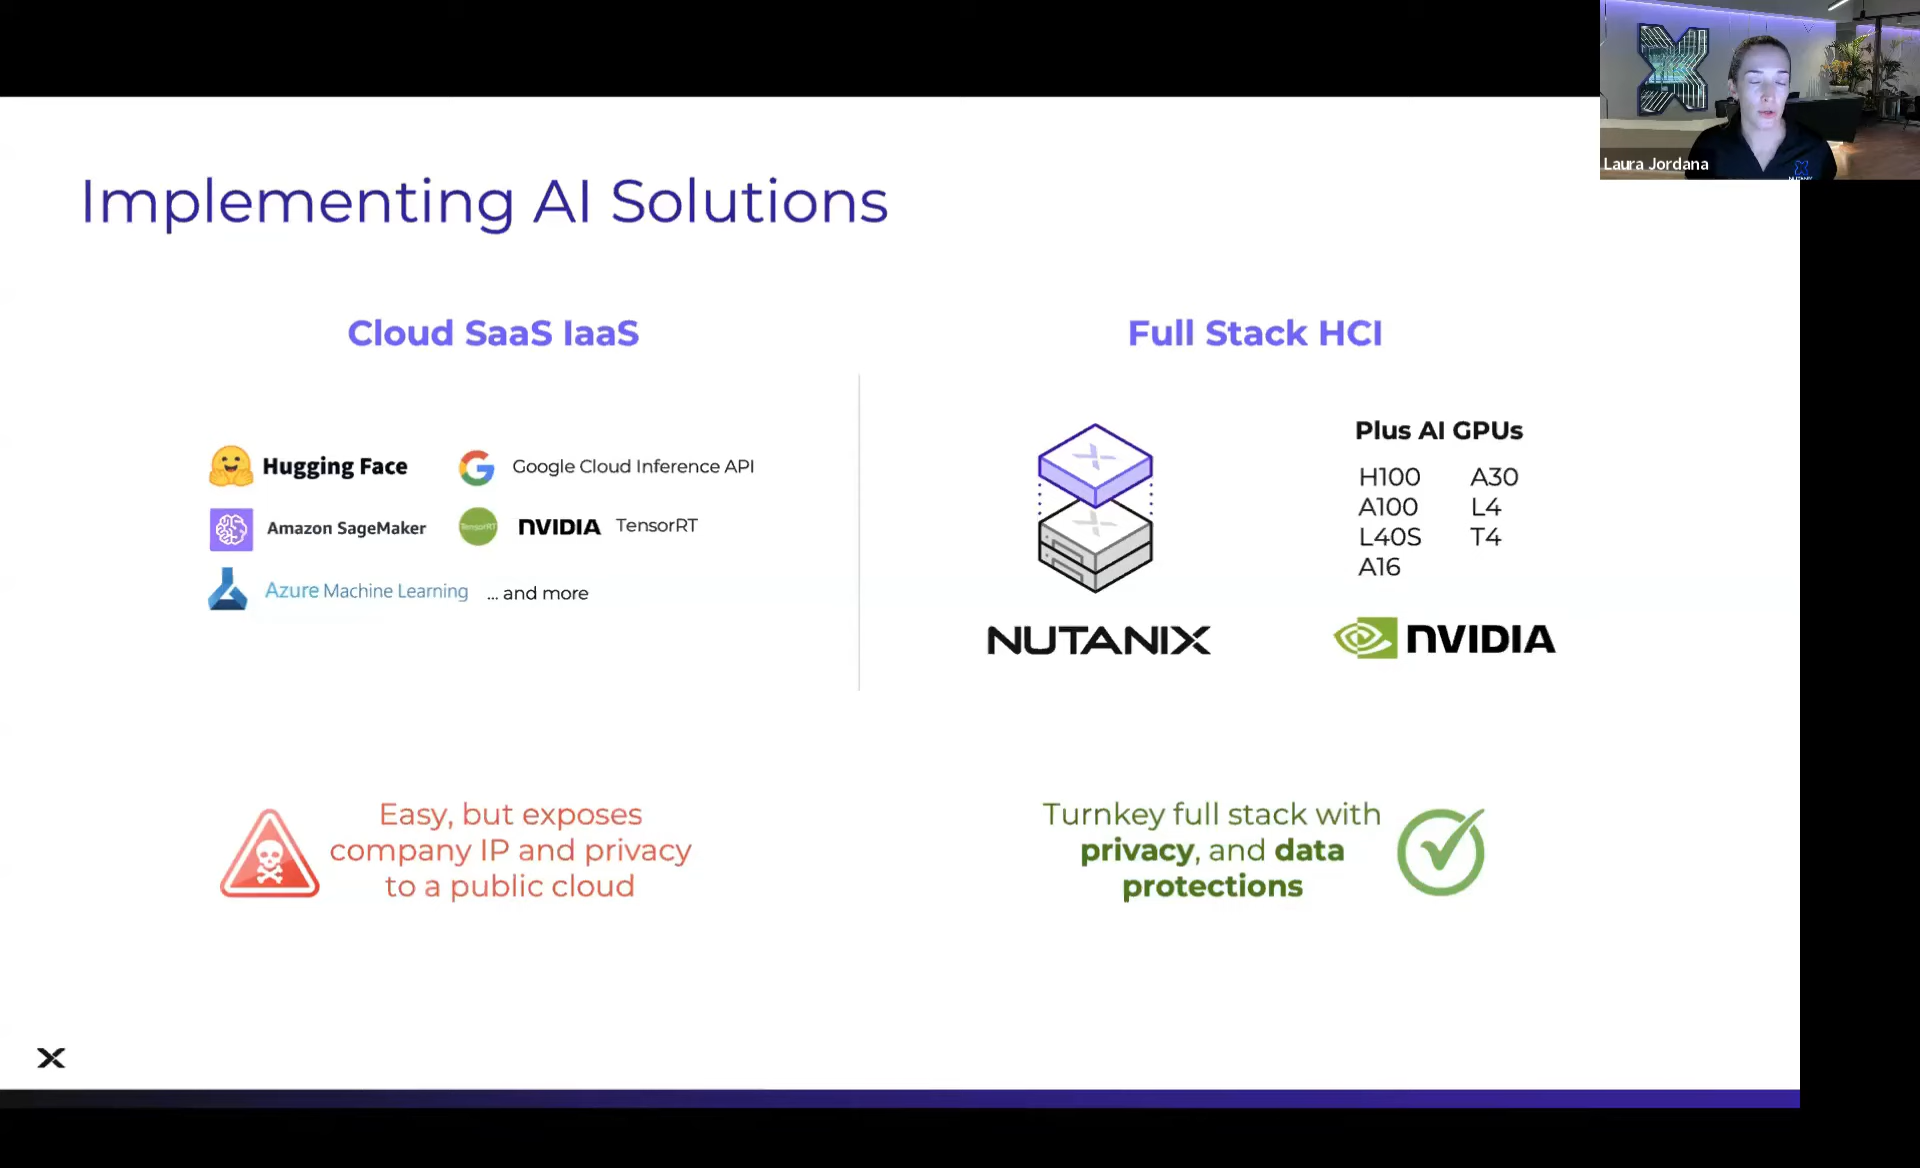 Laura Jordana
NUTANIX
Implementing AI Solutions
Cloud SaaS IaaS
Hugging Face
Google Cloud Inference API
Amazon SageMaker
TensorRT
NVIDIA TensorRT
Azure Machine Learning
... and more
Full Stack HCI
NUTANIX
Plus AI GPUs
H100 A30
A100 L4
L40S T4
A16
NVIDIA
Easy, but exposes
company IP and privacy
to a public cloud
Turnkey full stack with
privacy, and data
protections